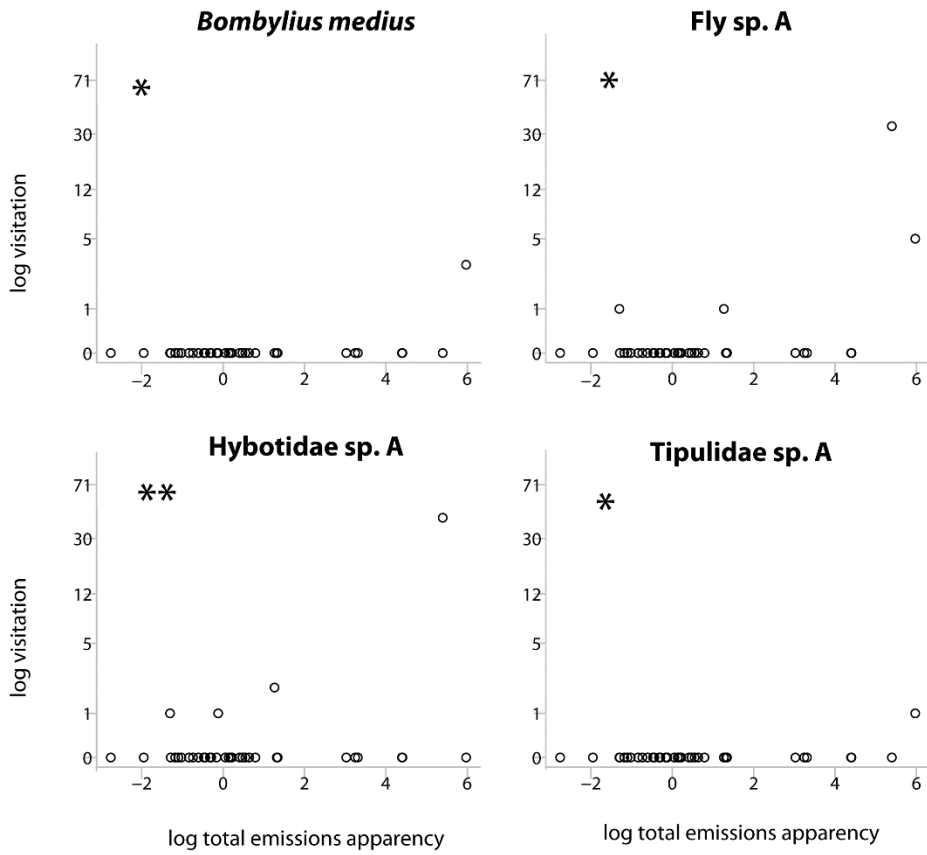 Bombylius medius
Fly sp. A
*
*
71
30
12
5
1
0
71
30
12
5
1
0
log visitation
−2 0 2 4 6
−2 0 2 4 6
Hybotidae sp. A
Tipulidae sp. A
**
*
71
30
12
5
1
0
71
30
12
5
1
0
log visitation
−2 0 2 4 6
−2 0 2 4 6
log total emissions apparency
log total emissions apparency